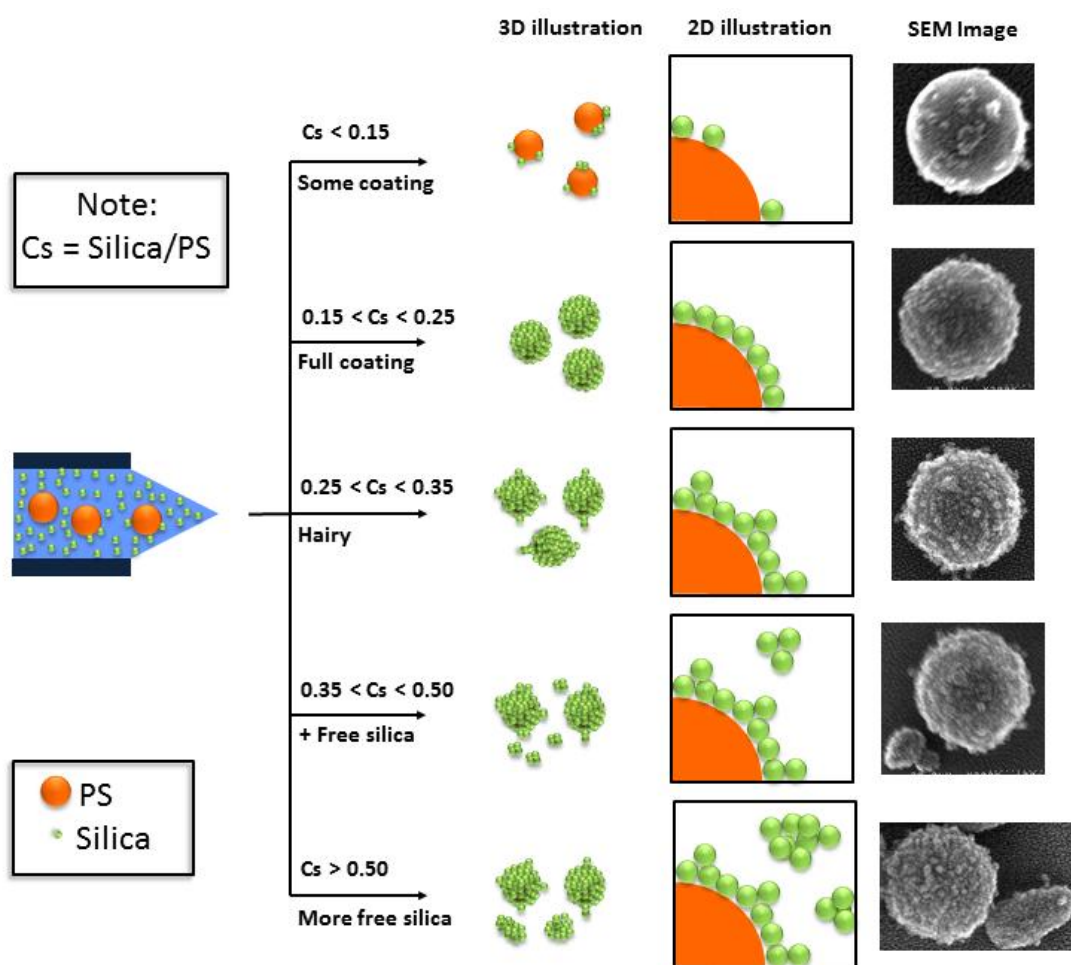 3D illustration
2D illustration
SEM Image
Cs < 0.15
Some coating
Note:
Cs = Silica/PS
0.15 < Cs < 0.25
Full coating
0.25 < Cs < 0.35
Hairy
0.35 < Cs < 0.50
+ Free silica
PS
Silica
Cs > 0.50
More free silica